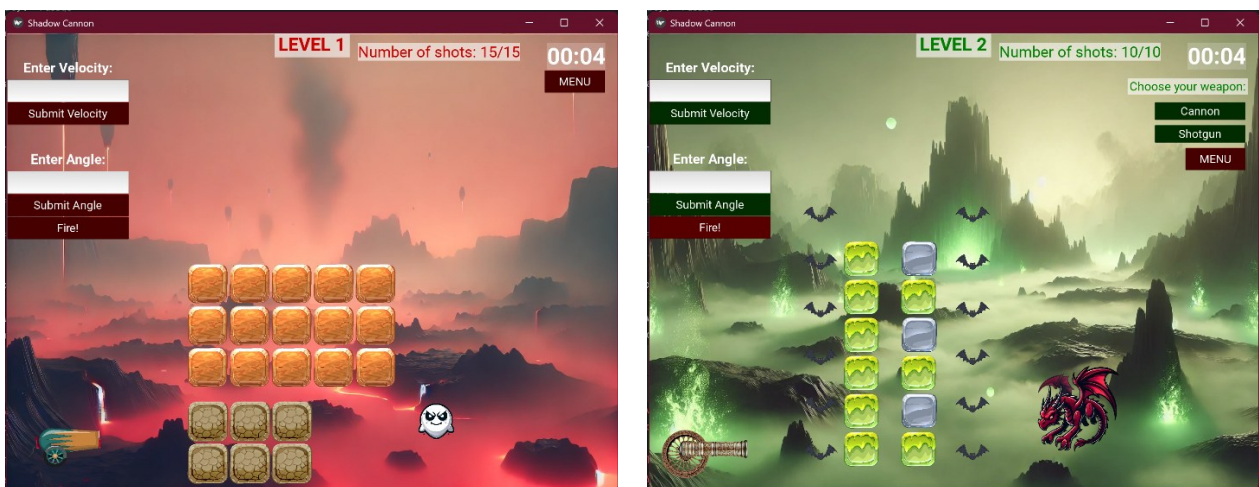 Shadow Cannon
LEVEL 1
Number of shots: 15/15
00:04
MENU
Enter Velocity:
Submit Velocity
Enter Angle:
Submit Angle
Fire!
Shadow Cannon
LEVEL 2
Number of shots: 10/10
00:04
Enter Velocity:
Submit Velocity
Choose your weapon:
Cannon
Shotgun
MENU
Enter Angle:
Submit Angle
Fire!